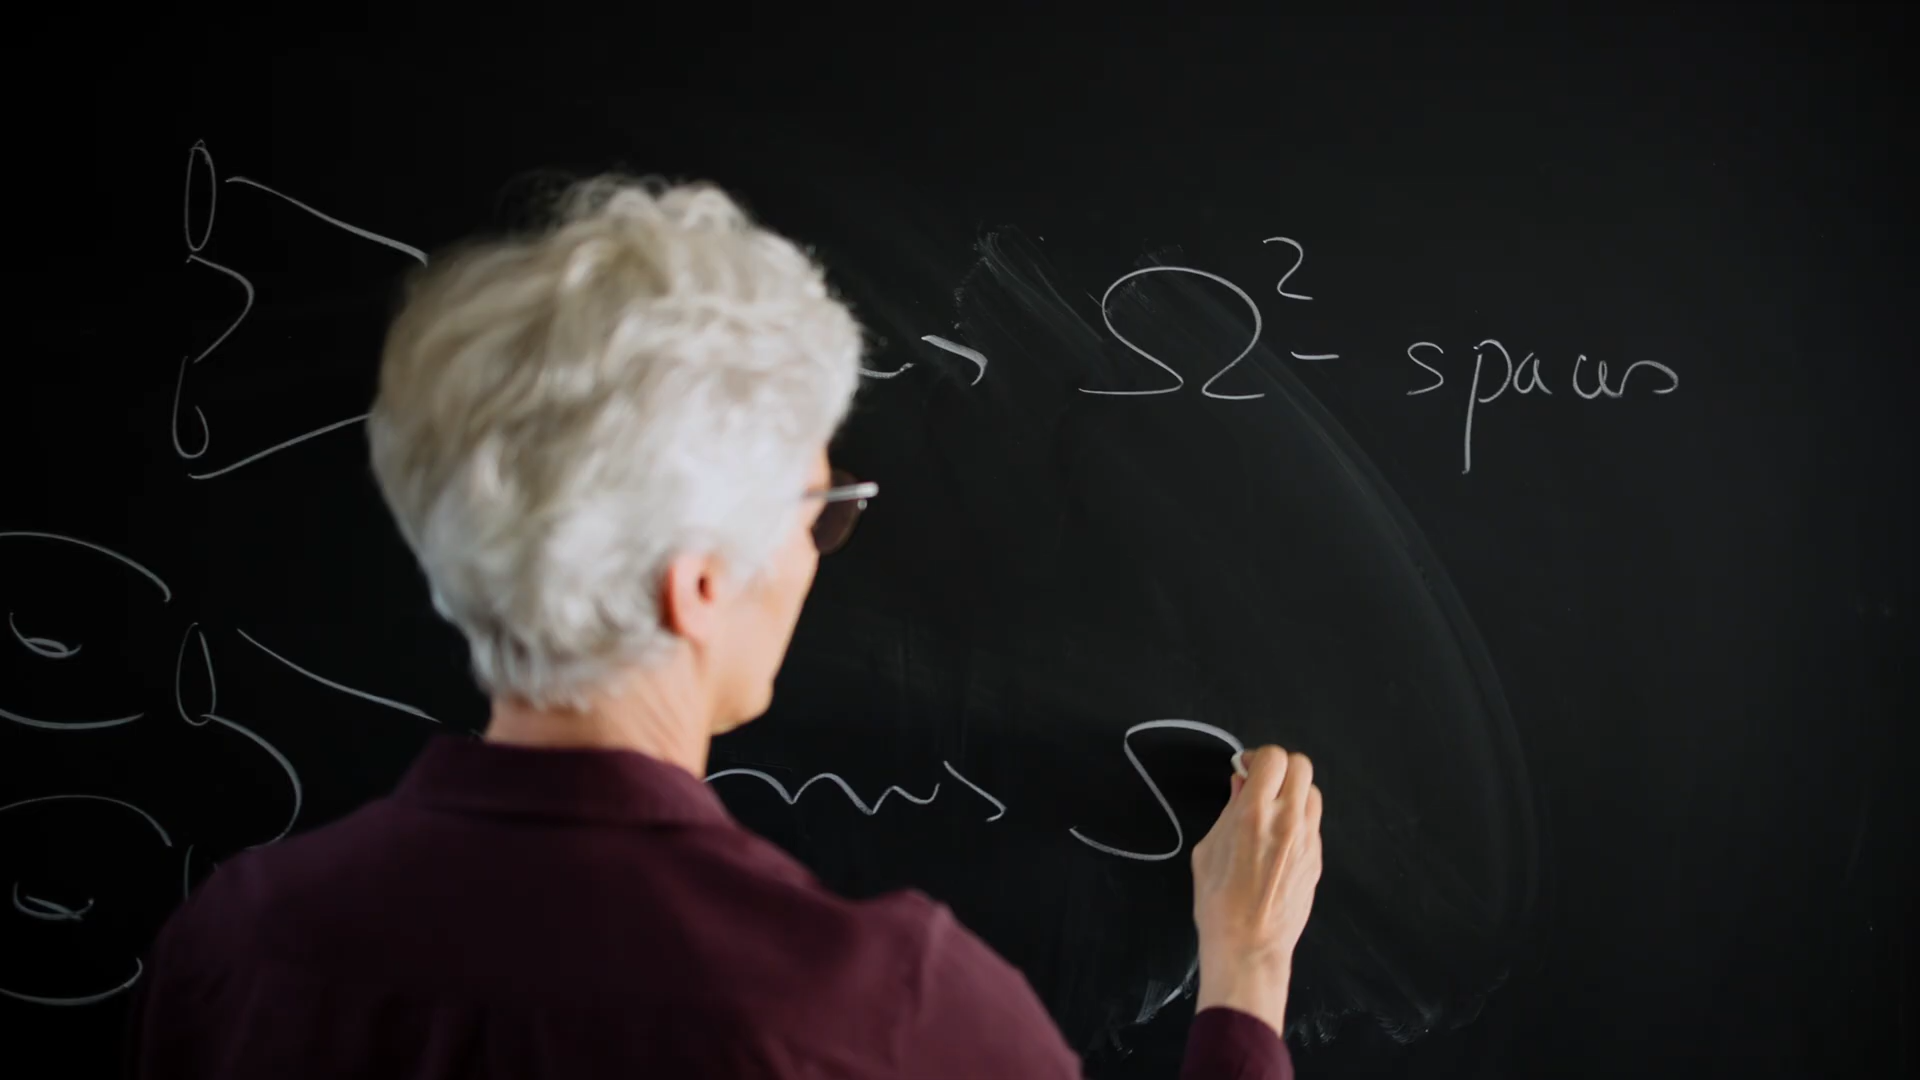 Ω² - spaces